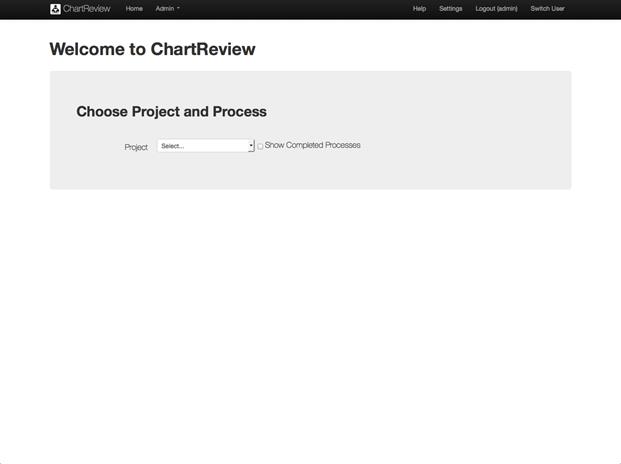 ChartReview Home Admin Help Settings Logout (admin) Switch User
Welcome to ChartReview
Choose Project and Process
Project Select... Show Completed Processes